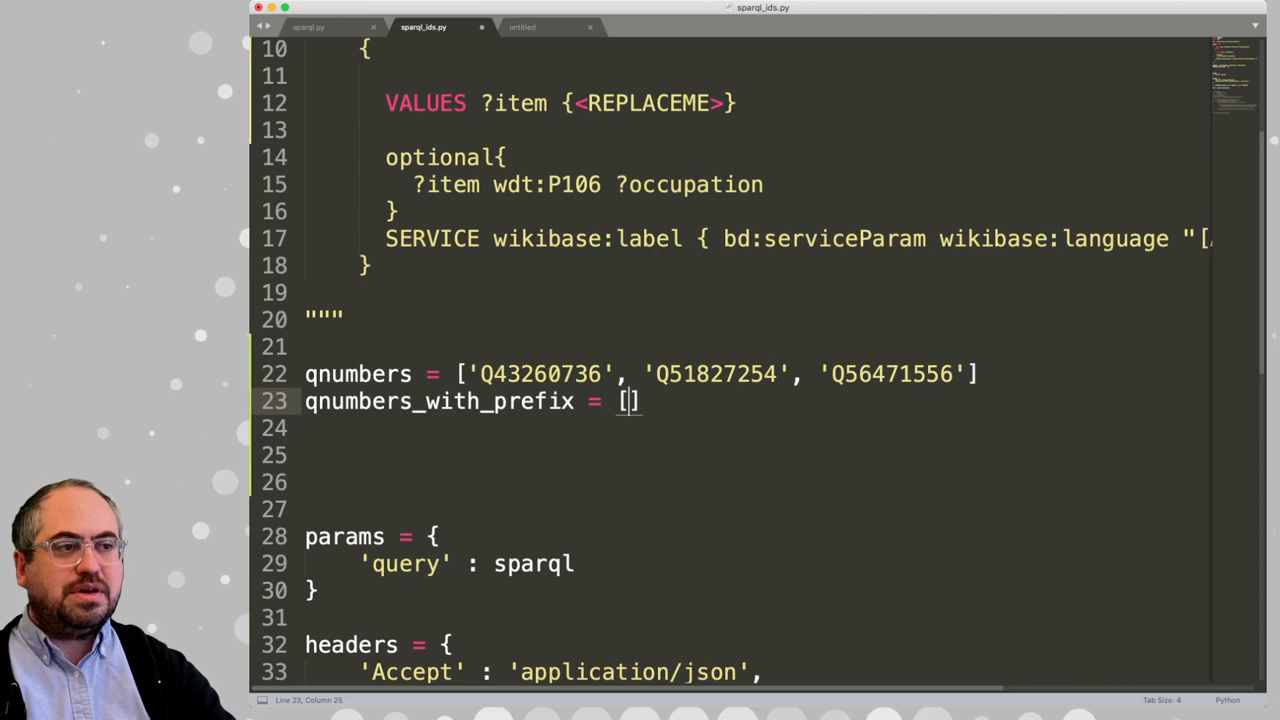 sparql_ids.py
sparql.py
sparql_ids.py
untitled
10 {
11
12 VALUES ?item {<REPLACEME>}
13
14 optional{
15 ?item wdt:P106 ?occupation
16 }
17 SERVICE wikibase:label { bd:serviceParam wikibase:language "[
18 }
19
20 """
21
22 qnumbers = ['Q43260736', 'Q51827254', 'Q56471556']
23 qnumbers_with_prefix = []
24
25
26
27
28 params = {
29 'query' : sparql
30 }
31
32 headers = {
33 'Accept' : 'application/json',
Line 23, Column 25
Tab Size: 4
Python